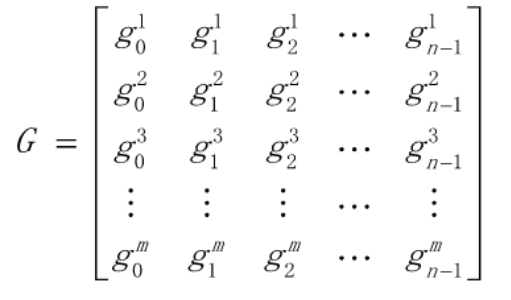 g_0^1 g_1^1 g_2^1 ⋯ g_{n-1}^1
g_0^2 g_1^2 g_2^2 ⋯ g_{n-1}^2
G = g_0^3 g_1^3 g_2^3 ⋯ g_{n-1}^3
⋮ ⋮ ⋮ ⋯ ⋮
g_0^m g_1^m g_2^m ⋯ g_{n-1}^m